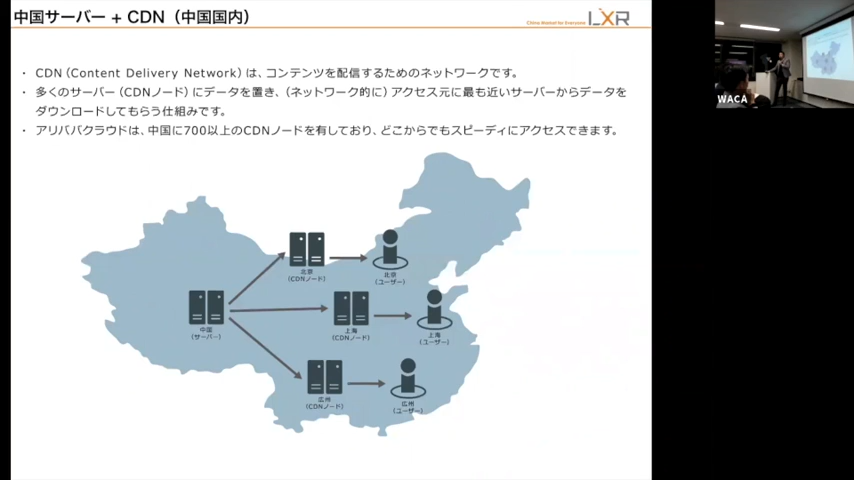 中国サーバー + CDN（中国国内）
China Market for Everyone LXR
・ CDN（Content Delivery Network）は、コンテンツを配信するためのネットワークです。
・ 多くのサーバー（CDNノード）にデータを置き、（ネットワーク的に）アクセス元に最も近いサーバーからデータを
ダウンロードしてもらう仕組みです。
・ アリババクラウドは、中国に700以上のCDNノードを有しており、どこからでもスピーディにアクセスできます。
北京
（CDNノード）
北京
（ユーザー）
中国
（サーバー）
上海
（CDNノード）
上海
（ユーザー）
広州
（CDNノード）
広州
（ユーザー）
WACA